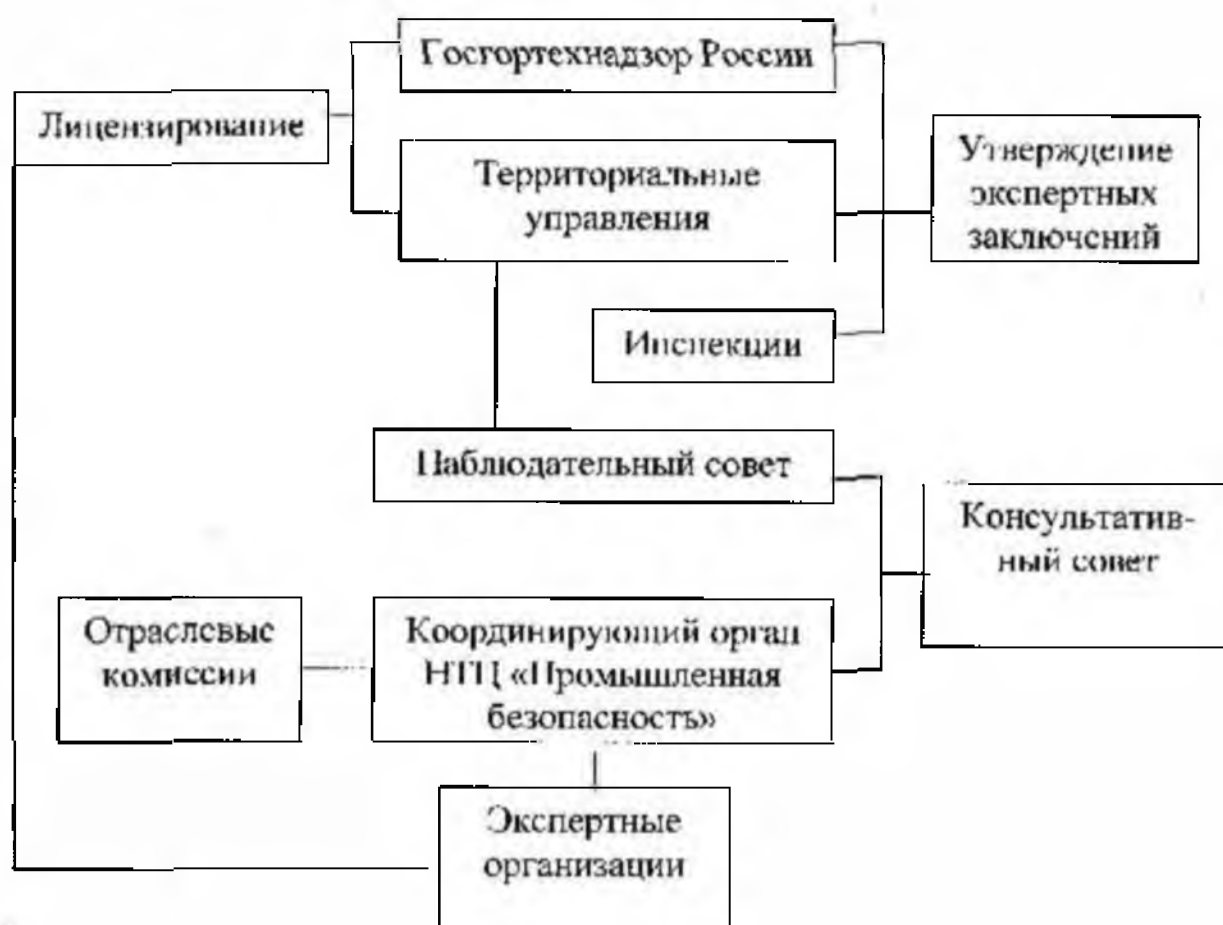 Госгортехнадзор России
Лицензирование
Территориальные
управления
Утверждение
экспертных
заключений
Инспекции
Наблюдательный совет
Консультатив-
ный совет
Отраслевые
комиссии
Координирующий орган
НТЦ «Промышленная
безопасность»
Экспертные
организации